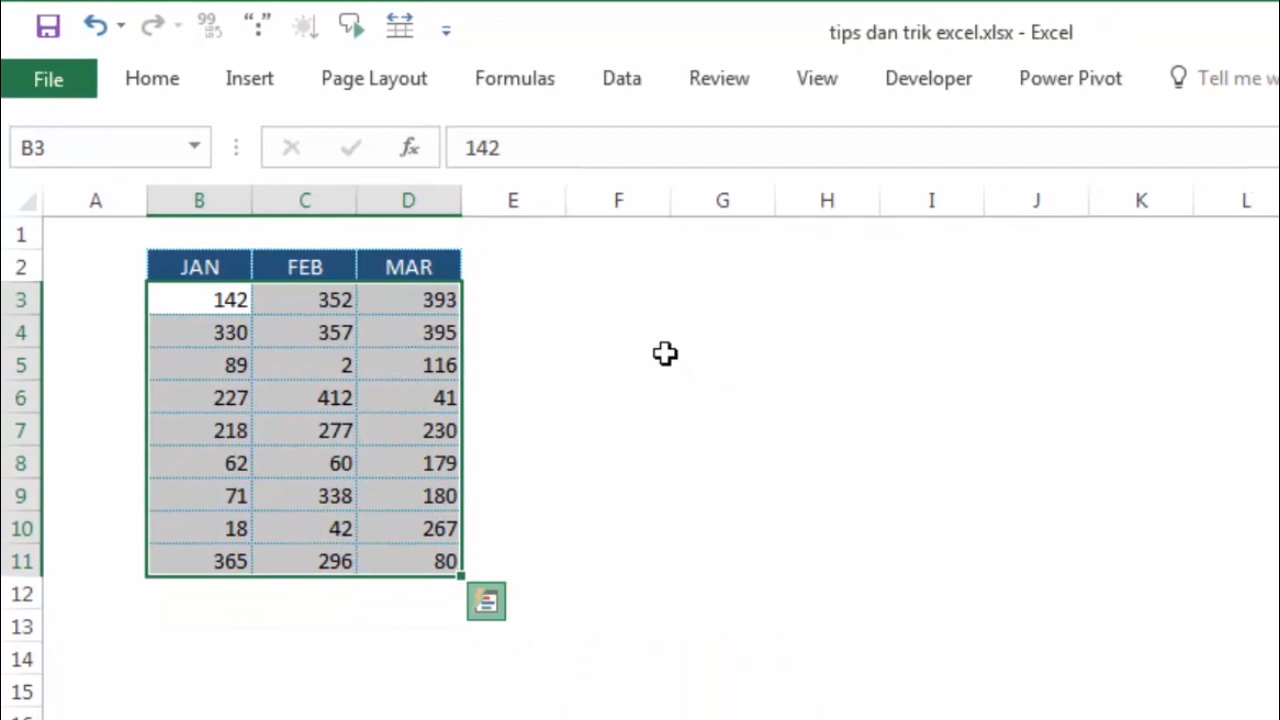 tips dan trik excel.xlsx - Excel
File Home Insert Page Layout Formulas Data Review View Developer Power Pivot Tell me w
B3 fx 142
A B C D E F G H I J K L
1
2 JAN FEB MAR
3 142 352 393
4 330 357 395
5 89 2 116
6 227 412 41
7 218 277 230
8 62 60 179
9 71 338 180
10 18 42 267
11 365 296 80
12
13
14
15